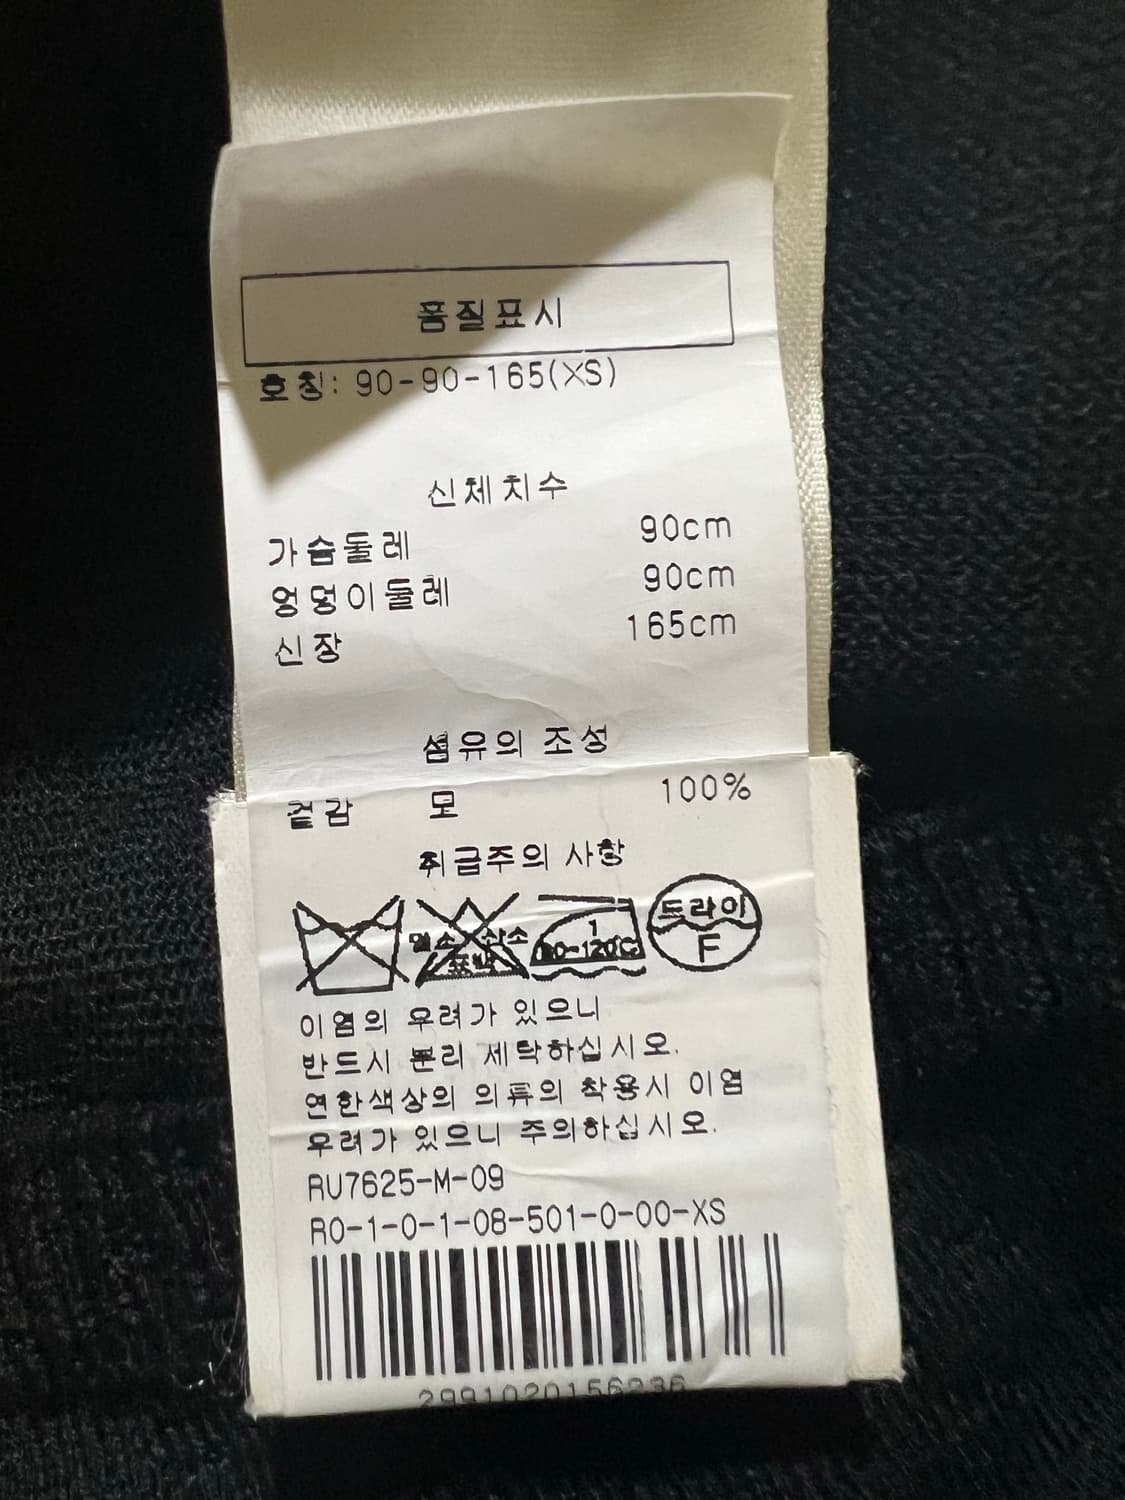 품질표시
호칭: 90-90-165(XS)
신체치수
가슴둘레 90cm
엉덩이둘레 90cm
신장 165cm
섬유의 조성
겉감 모 100%
취급주의 사항
염소 산소
표백
드라이
1
80-120℃
F
이염의 우려가 있으니
반드시 분리 세탁하십시오.
연한색상의 의류의 착용시 이염
우려가 있으니 주의하십시오.
RU7625-M-09
R0-1-0-1-08-501-0-00-XS
2991020156236